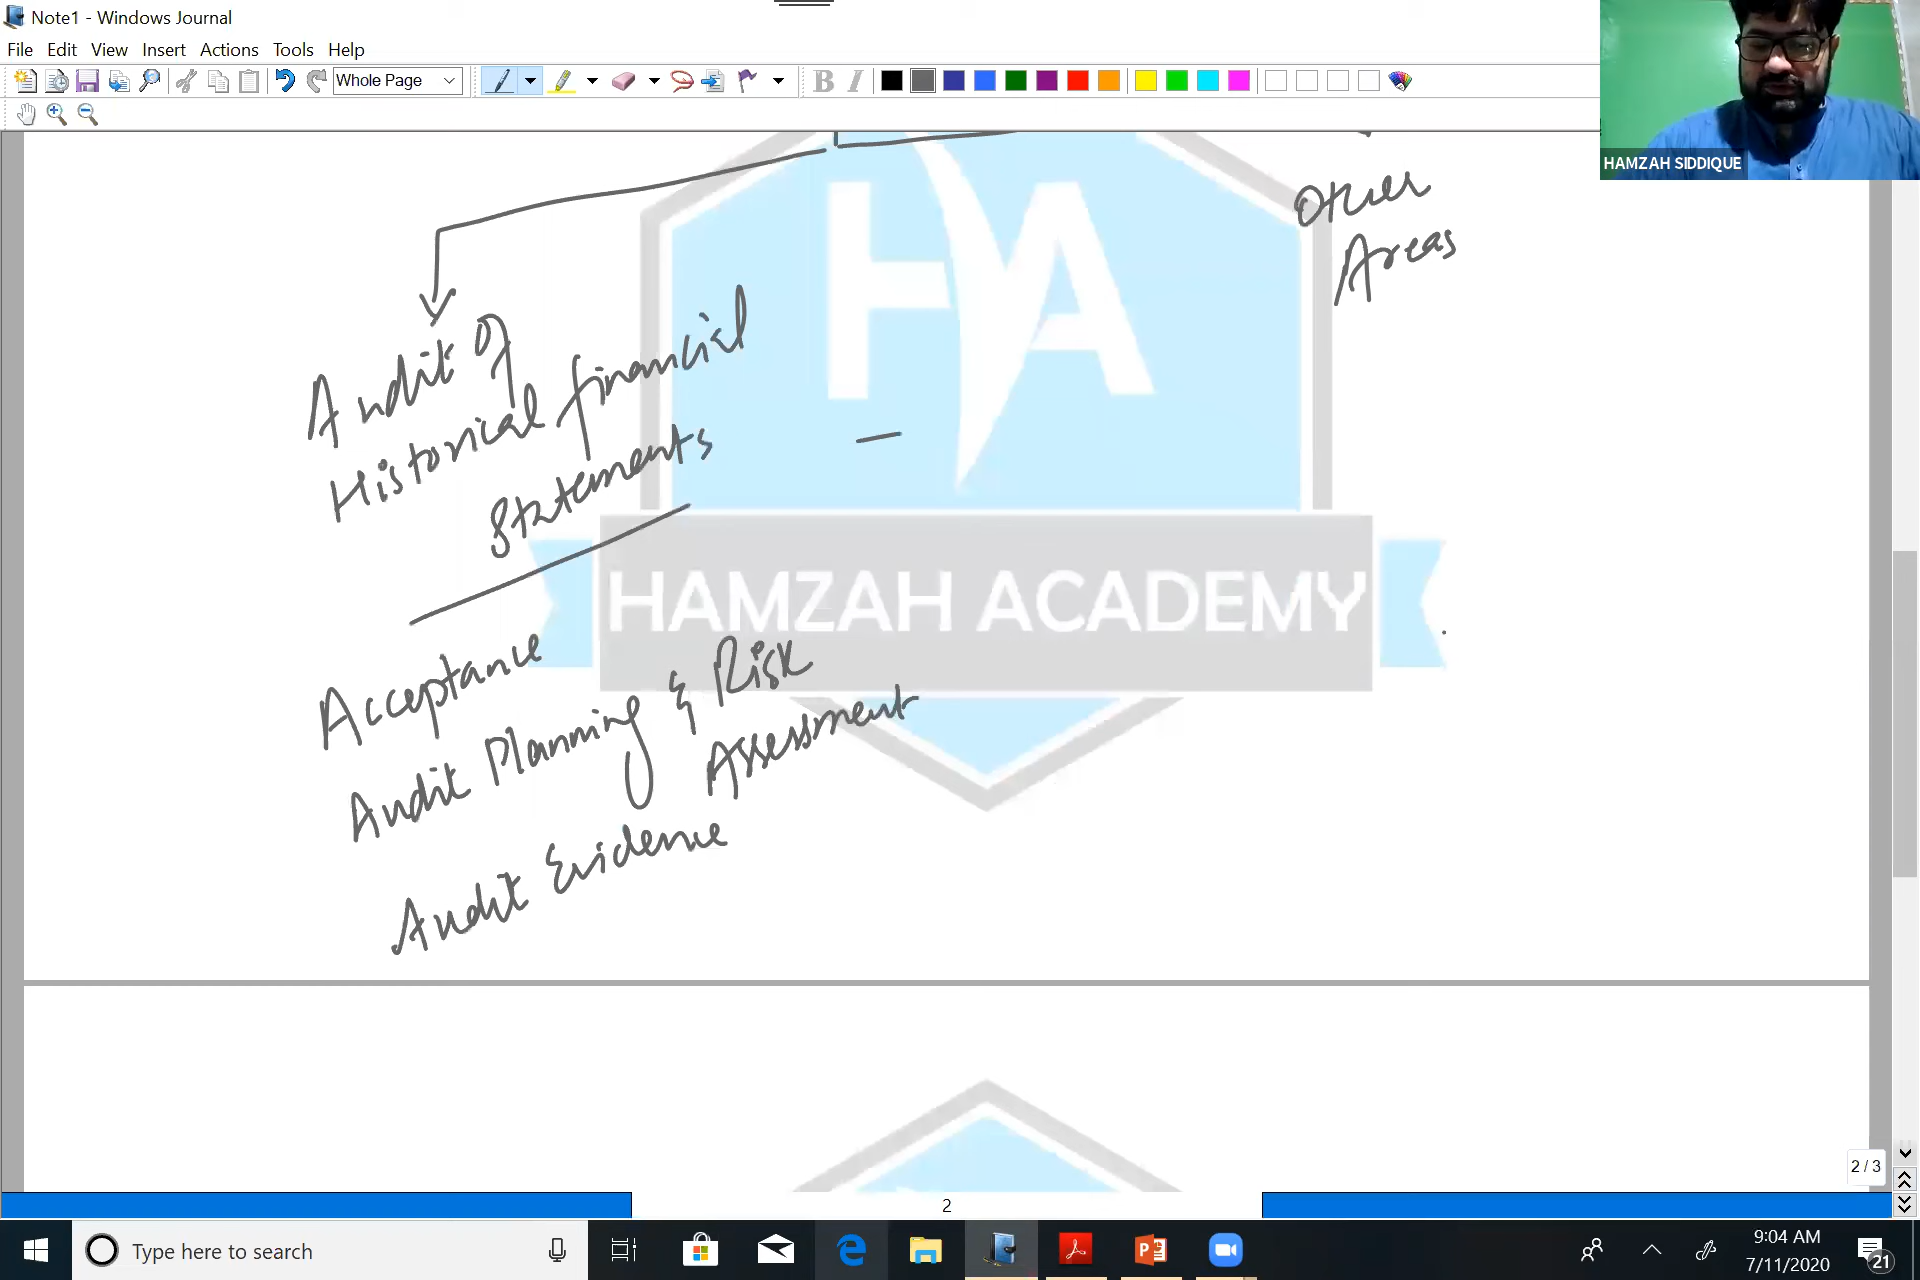 Note1 - Windows Journal
File Edit View Insert Actions Tools Help
Whole Page
HAMZAH SIDDIQUE
HA
Other
Areas
Audit of
Historical financial
Statements
HAMZAH ACADEMY
Acceptance
Audit Planning & Risk
Assessment
Audit Evidence
2 / 3
2
Type here to search
9:04 AM
7/11/2020
21